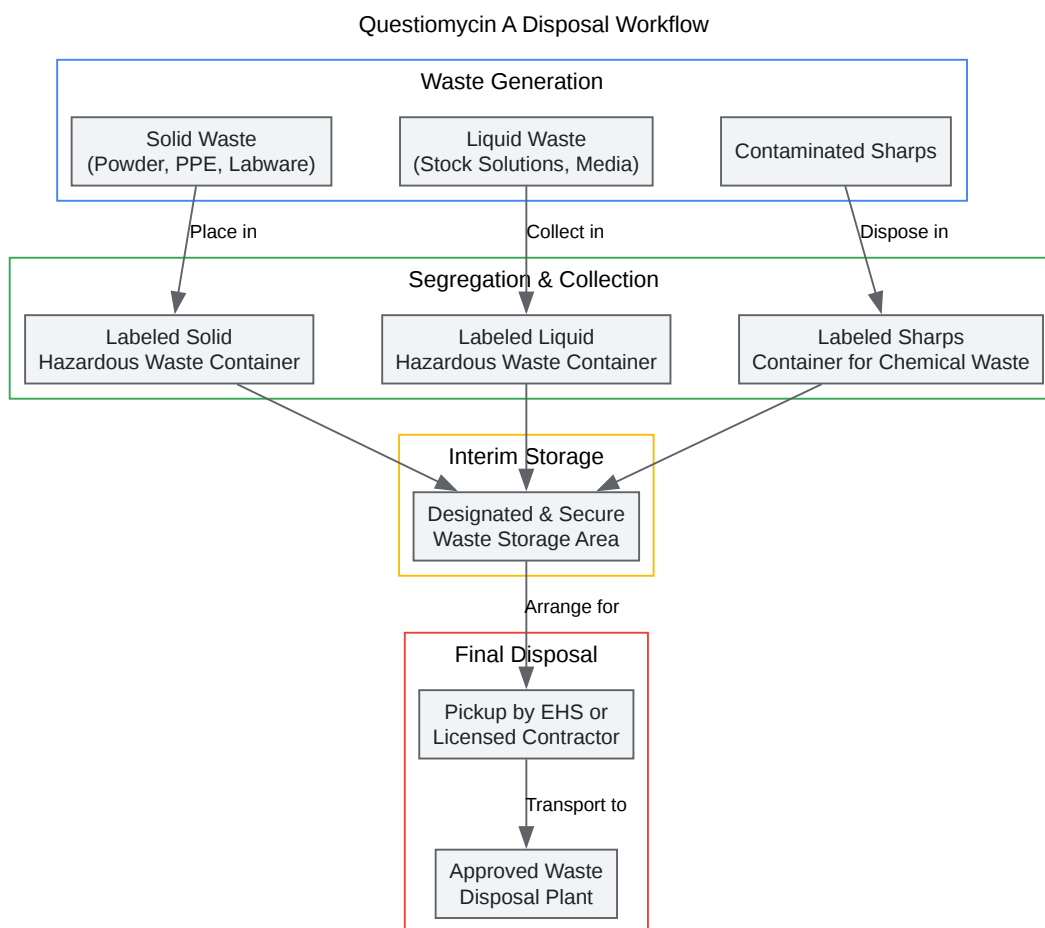 Questiomycin A Disposal Workflow
Waste Generation
Solid Waste
(Powder, PPE, Labware)
Liquid Waste
(Stock Solutions, Media)
Contaminated Sharps
Place in
Collect in
Dispose in
Segregation & Collection
Labeled Solid
Hazardous Waste Container
Labeled Liquid
Hazardous Waste Container
Labeled Sharps
Container for Chemical Waste
Interim Storage
Designated & Secure
Waste Storage Area
Arrange for
Final Disposal
Pickup by EHS or
Licensed Contractor
Transport to
Approved Waste
Disposal Plant